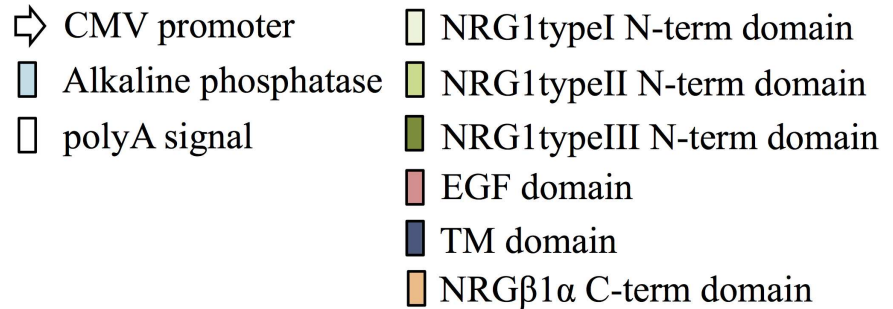 CMV promoter
Alkaline phosphatase
polyA signal
NRG1typeI N-term domain
NRG1typeII N-term domain
NRG1typeIII N-term domain
EGF domain
TM domain
NRGβ1α C-term domain